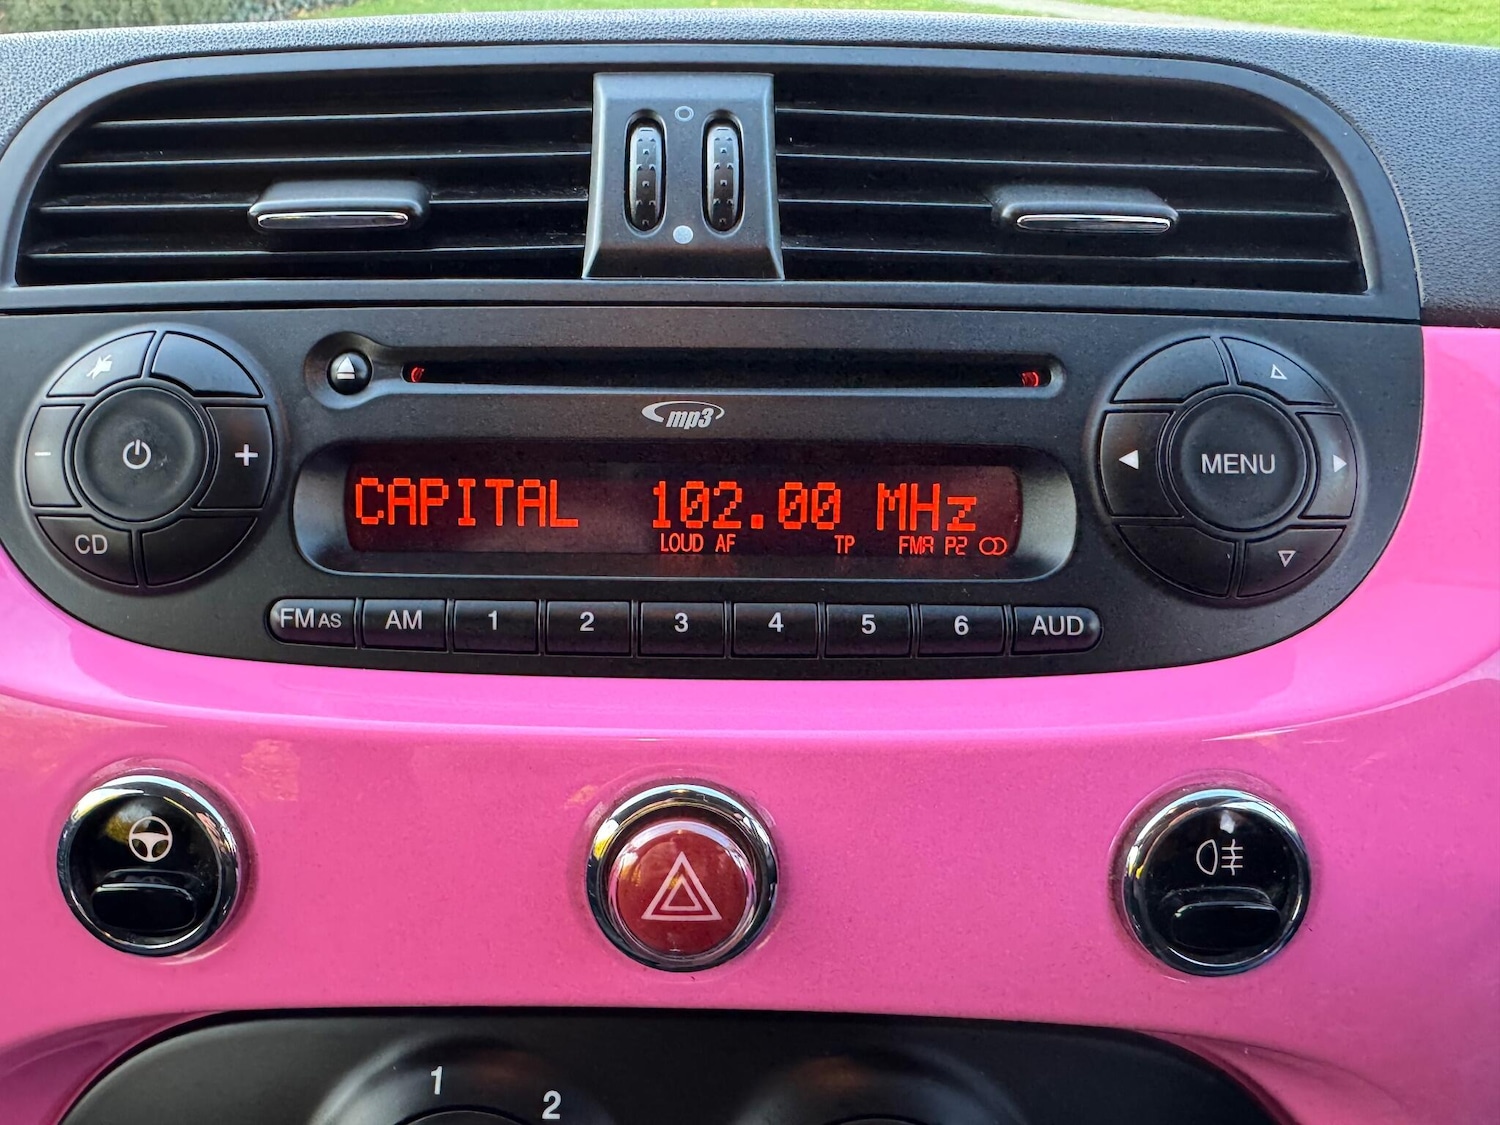 mp3
CAPITAL 102.00 MHz
LOUD AF TP FMA P2
MENU
CD
FM AS AM 1 2 3 4 5 6 AUD
1
2